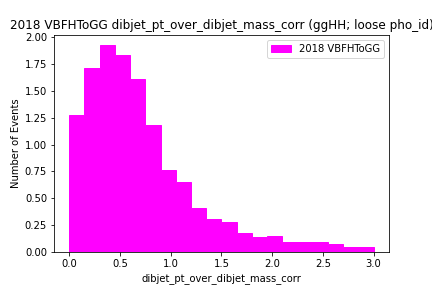 2018 VBFHToGG dibjet_pt_over_dibjet_mass_corr (ggHH; loose pho_id)
2018 VBFHToGG
Number of Events
2.00
1.75
1.50
1.25
1.00
0.75
0.50
0.25
0.00
0.0 0.5 1.0 1.5 2.0 2.5 3.0
dibjet_pt_over_dibjet_mass_corr